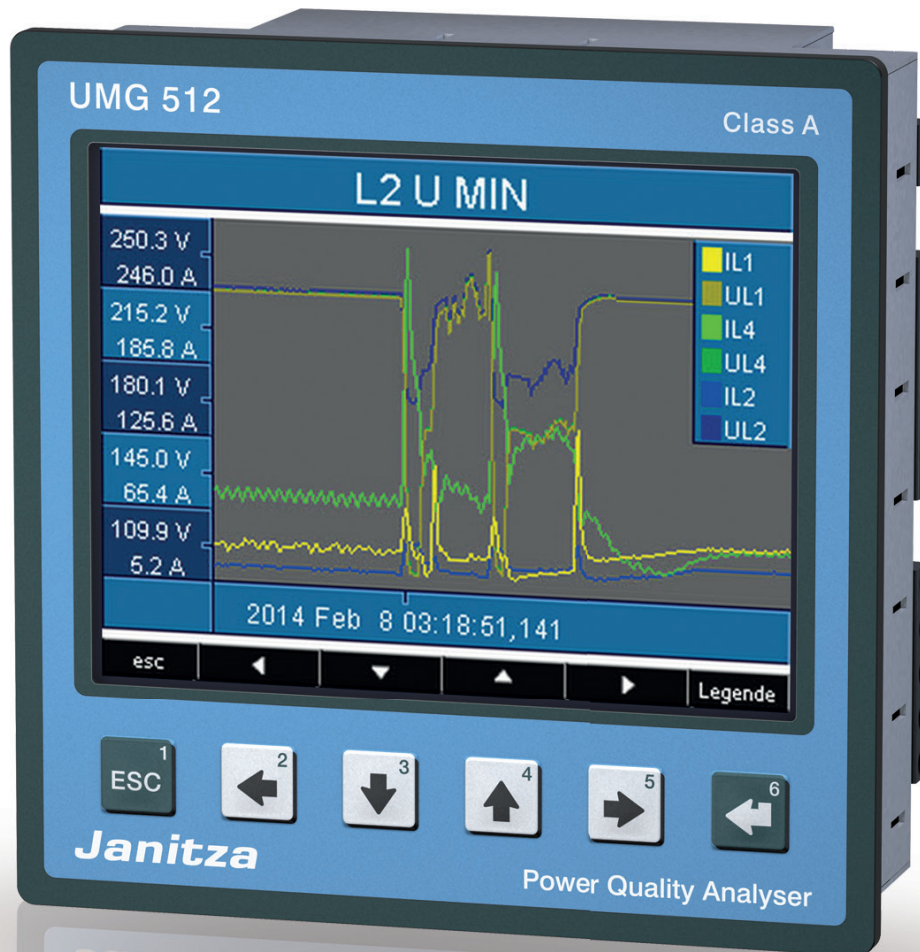 UMG 512
Class A
L2 U MIN
250.3 V
246.0 A
215.2 V
185.8 A
180.1 V
125.6 A
145.0 V
65.4 A
109.9 V
5.2 A
IL1
UL1
IL4
UL4
IL2
UL2
2014 Feb 8 03:18:51,141
esc
Legende
ESC 1
2
3
4
5
6
Janitza
Power Quality Analyser